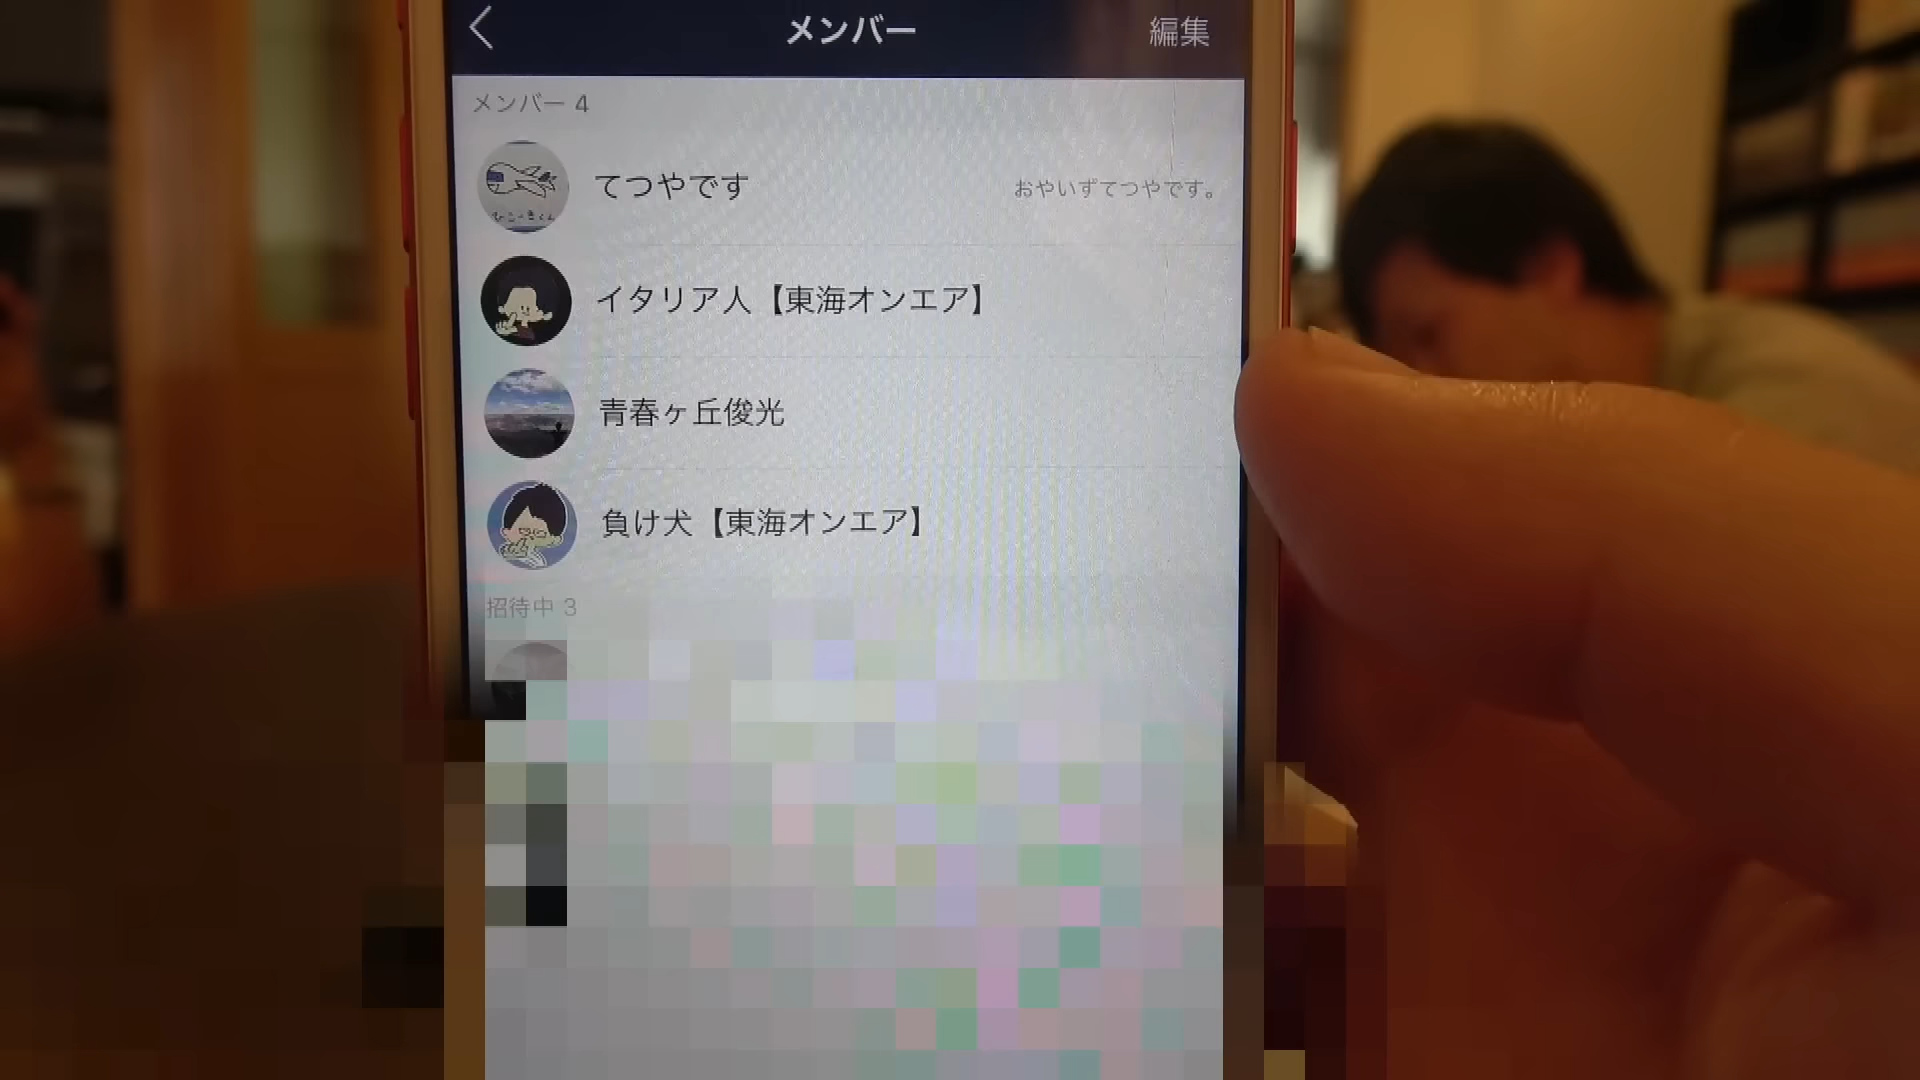 メンバー
編集
メンバー 4
てつやです
おやいずてつやです。
イタリア人【東海オンエア】
青春ヶ丘俊光
負け犬【東海オンエア】
招待中 3